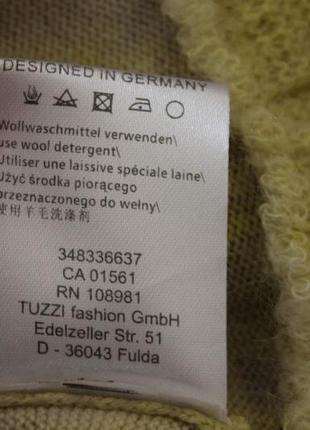 DESIGNED IN GERMANY
Wollwaschmittel verwenden\
use wool detergent\
Utiliser une laissive spéciale laine\
Użyć środka piorącego
przeznaczonego do wełny\
使用羊毛洗涤剂
348336637
CA 01561
RN 108981
TUZZI fashion GmbH
Edelzeller Str. 51
D - 36043 Fulda